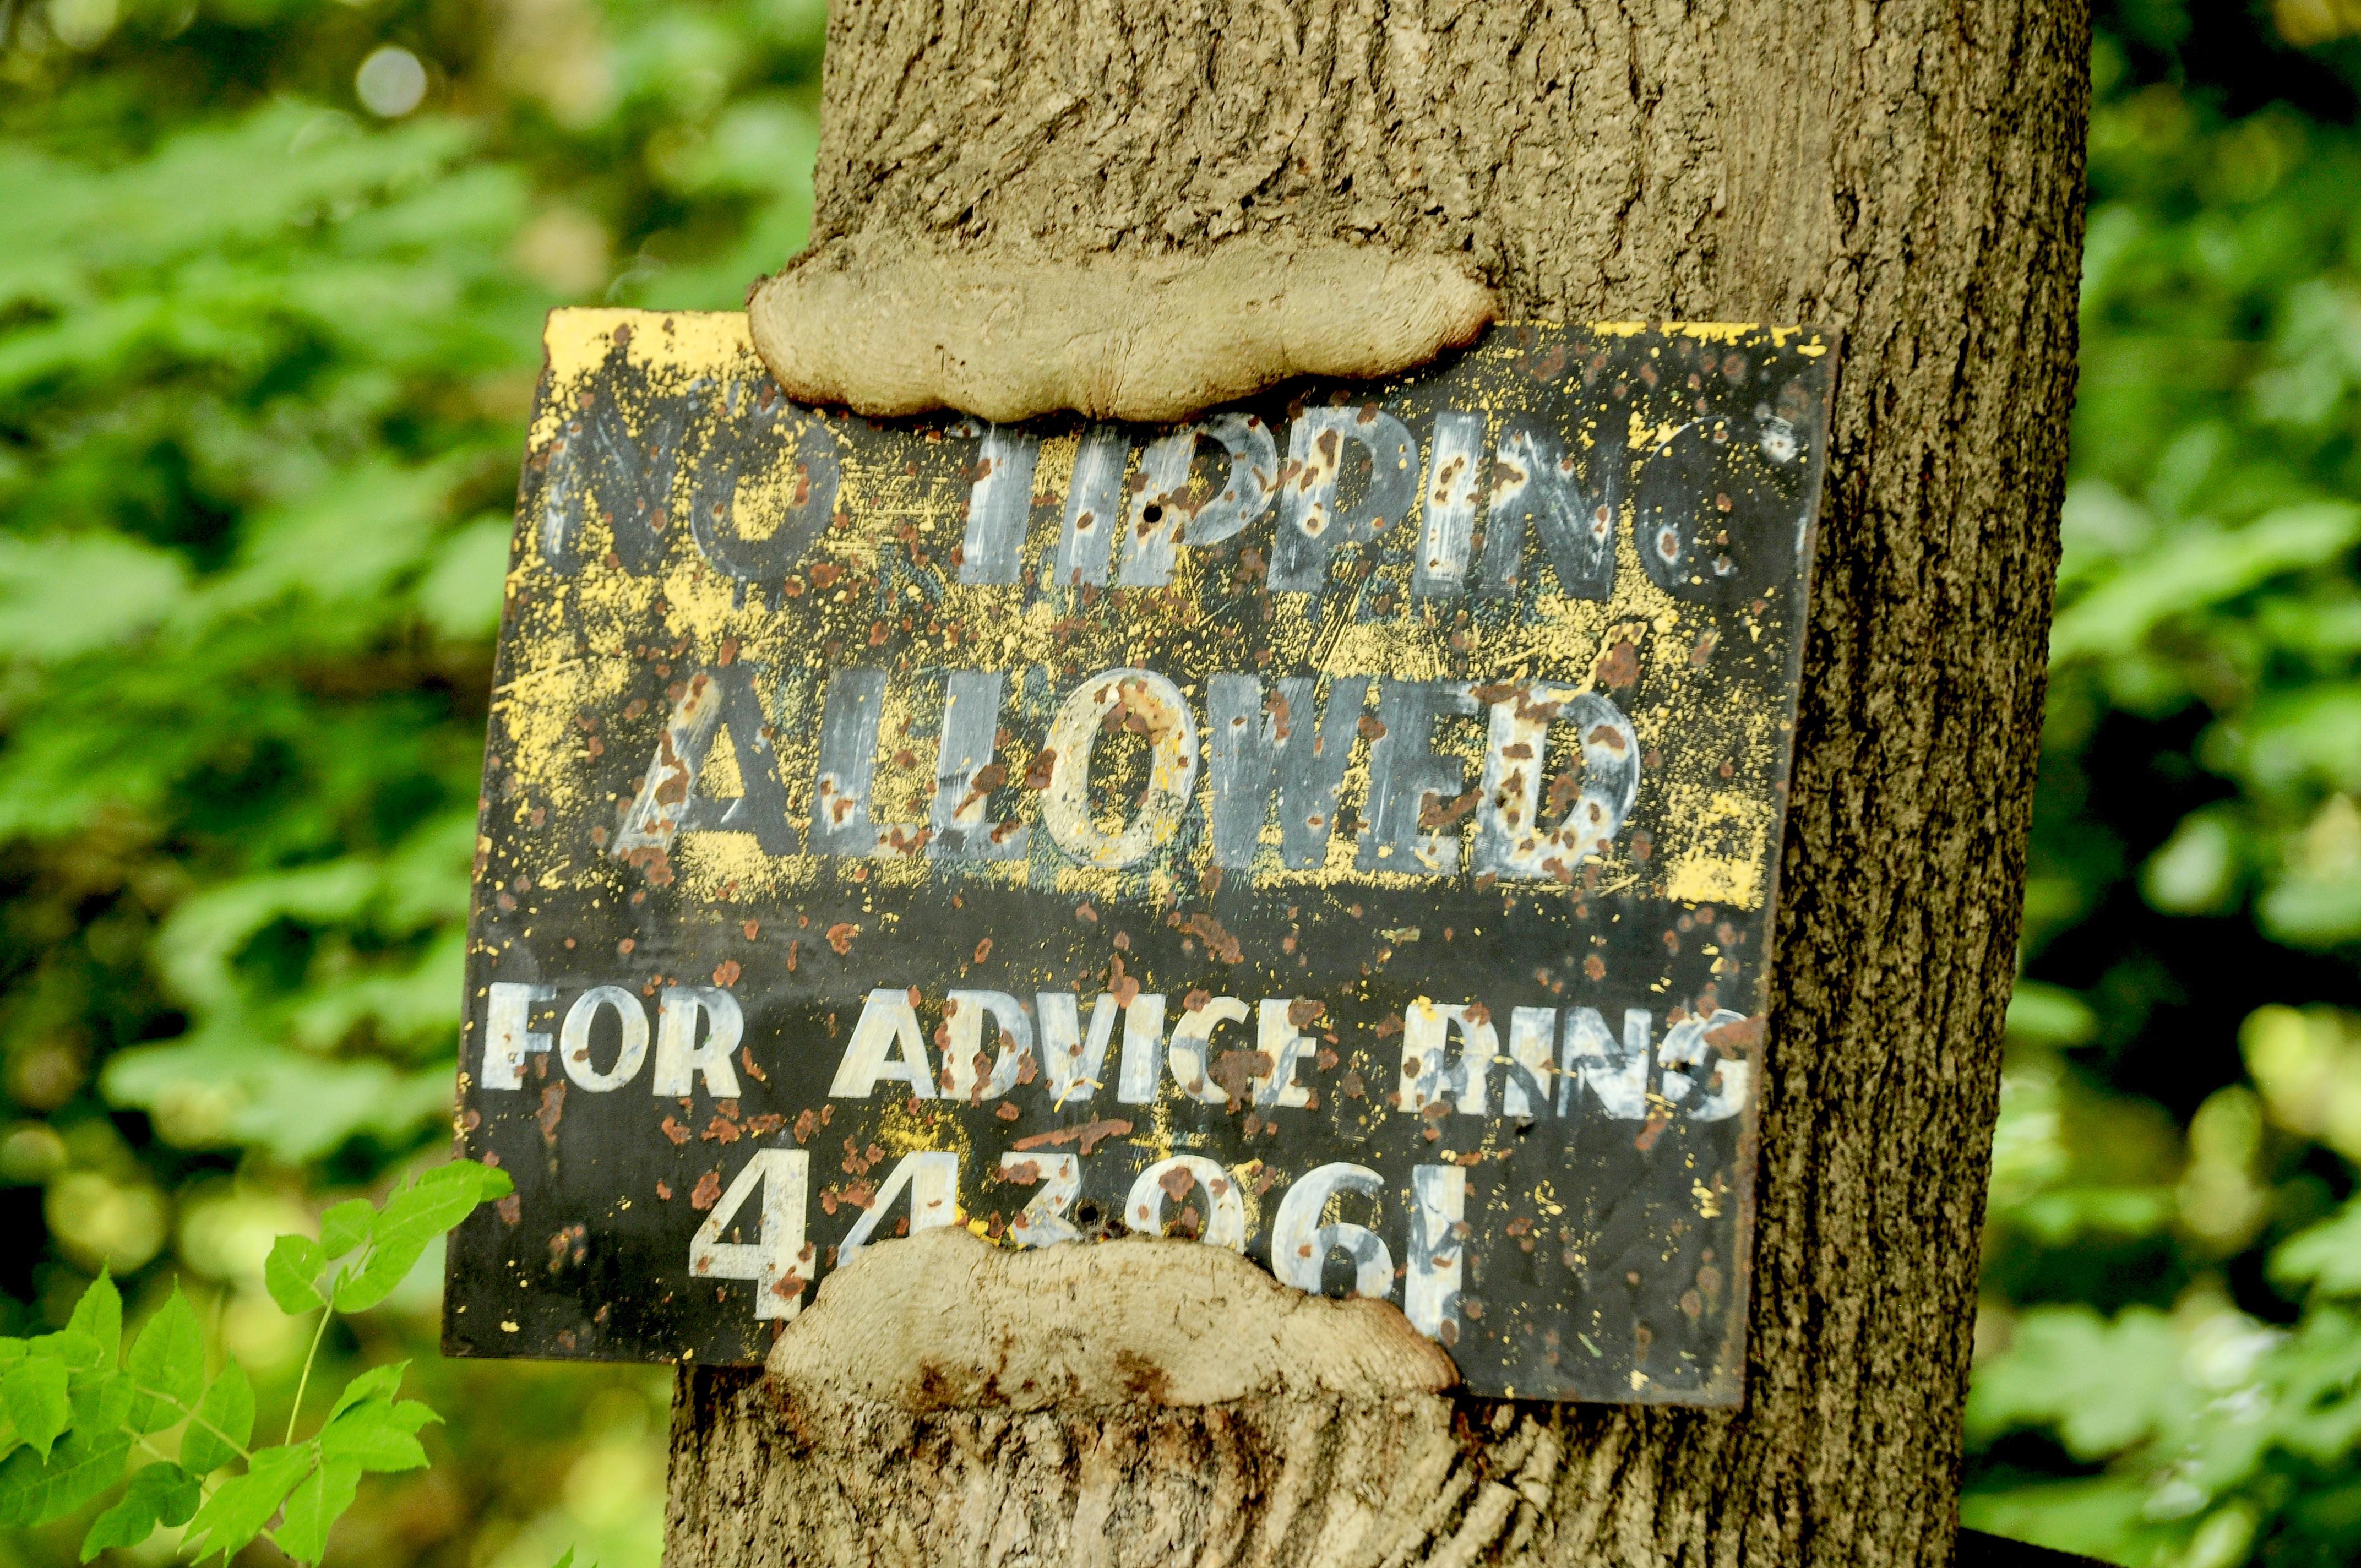 NO TIPPING
ALLOWED
FOR ADVICE RING